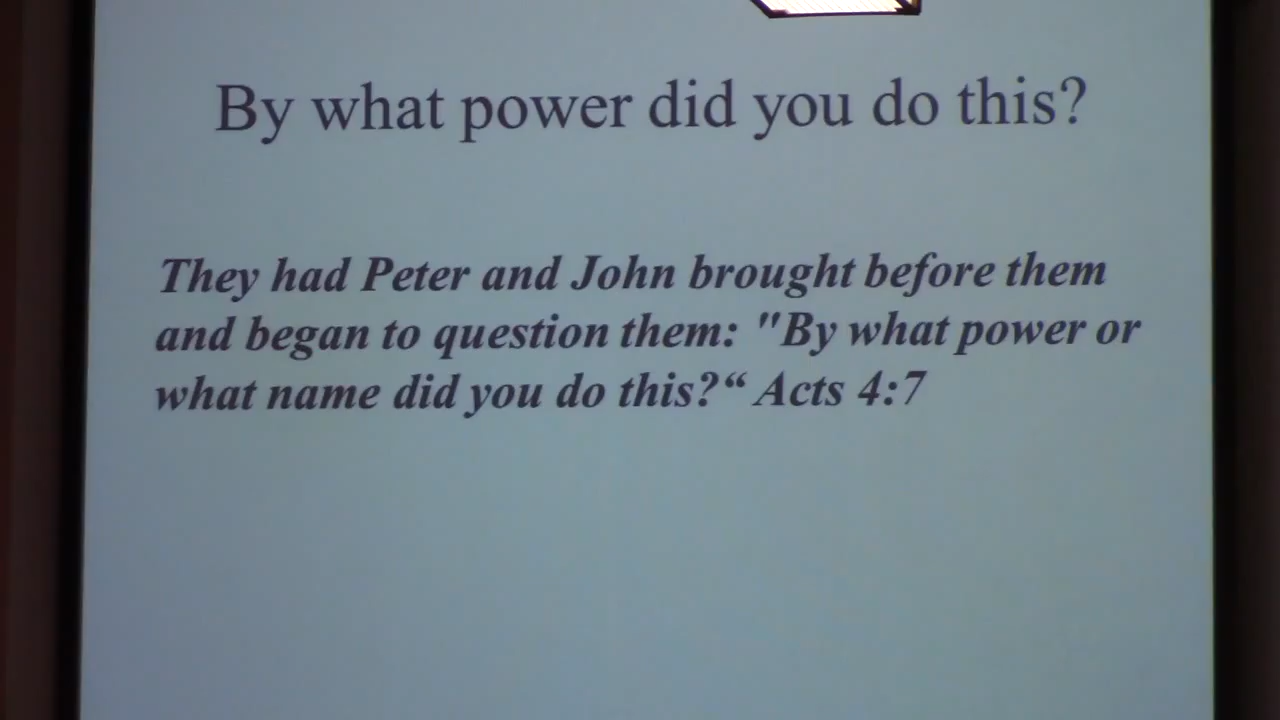 By what power did you do this?
They had Peter and John brought before them
and began to question them: "By what power or
what name did you do this?“ Acts 4:7